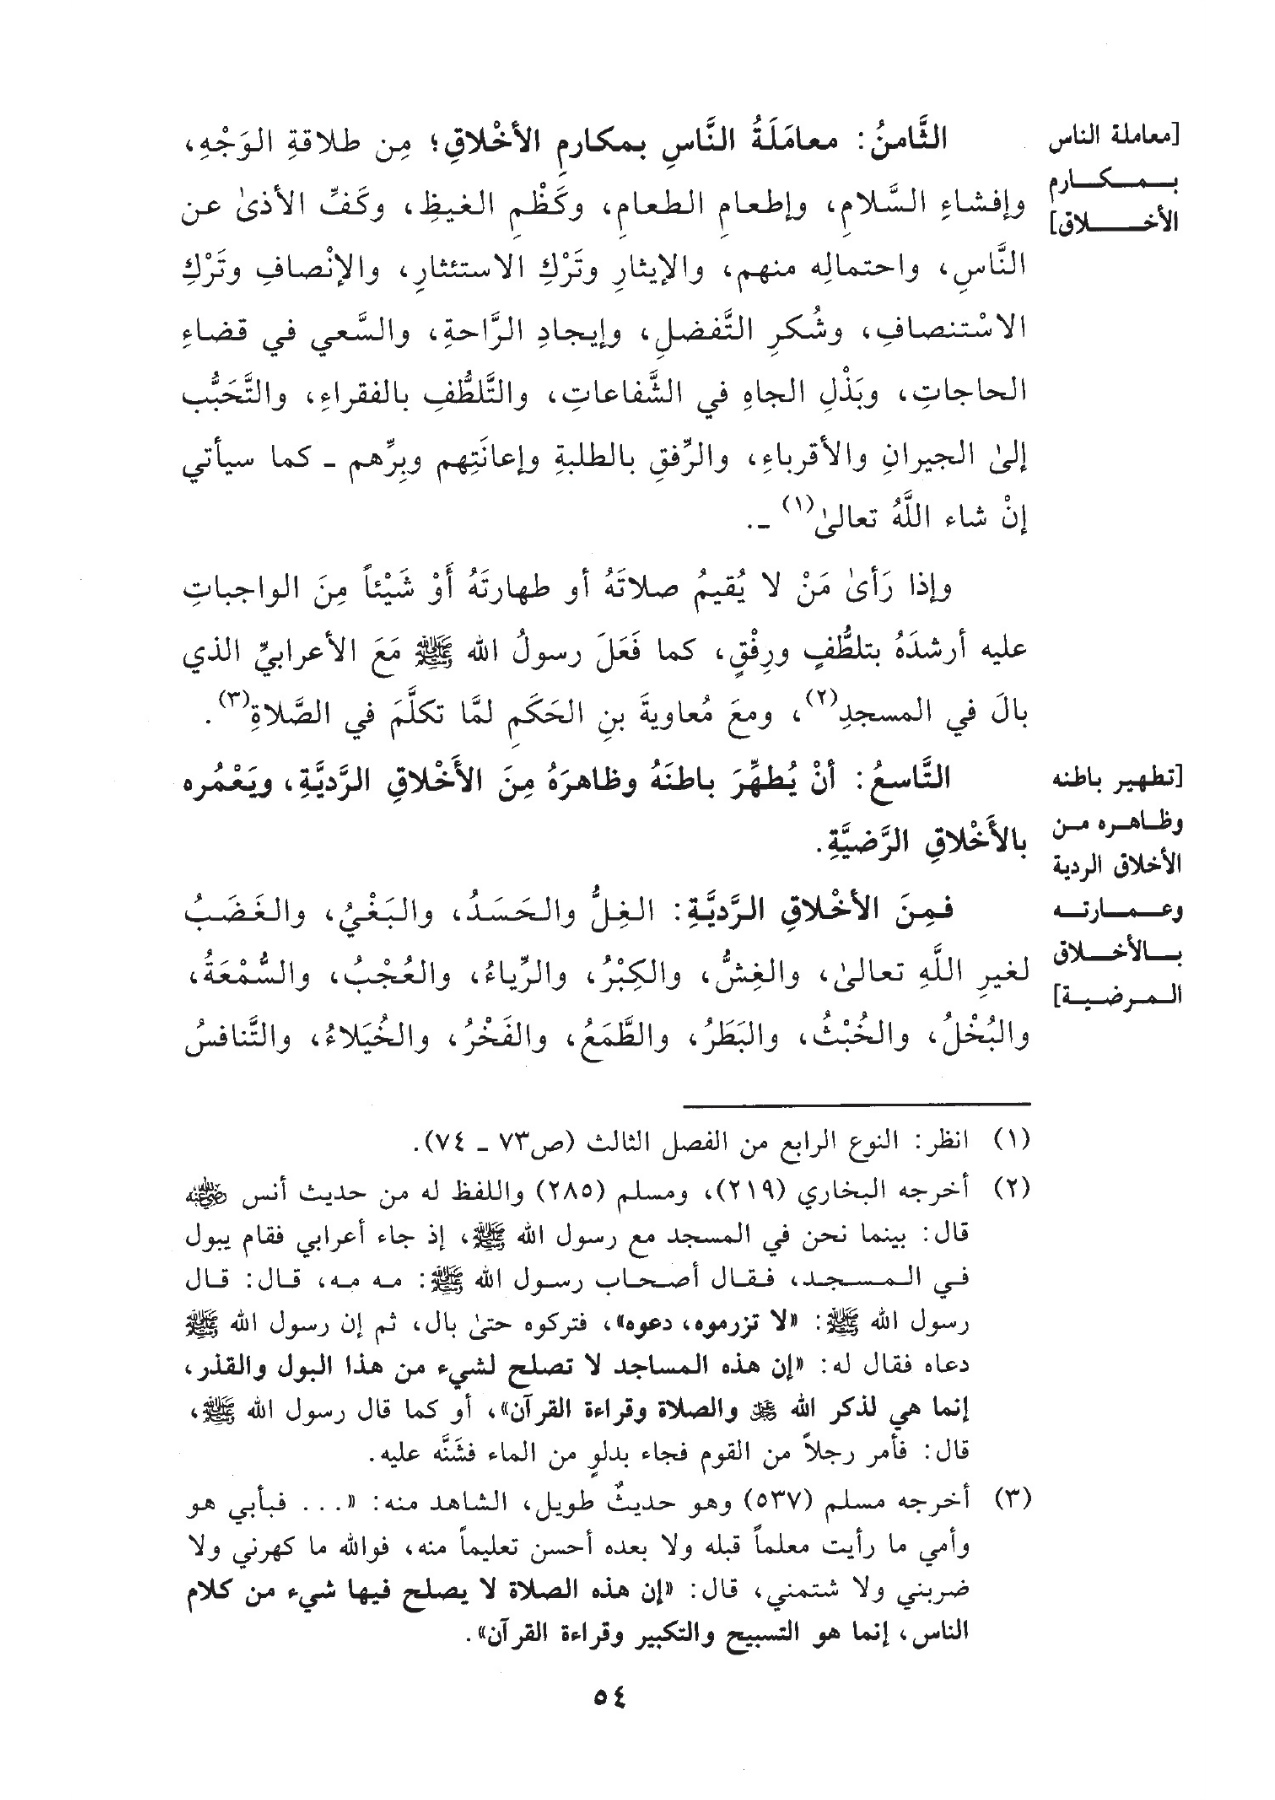 [معاملة الناس
بمكارم
الأخلاق]
الثَّامنُ: معامَلَةُ النَّاسِ بمكارمِ الأخْلاقِ؛ مِن طلاقةِ الوَجْهِ،
وإفشاءِ السَّلامِ، وإطعامِ الطعامِ، وكَظْمِ الغيظِ، وكَفِّ الأذىٰ عن
النَّاسِ، واحتمالِه منهم، والإيثارِ وتَرْكِ الاستئثارِ، والإنْصافِ وتَرْكِ
الاسْتنصافِ، وشُكرِ التَّفضلِ، وإيجادِ الرَّاحةِ، والسَّعي في قضاءِ
الحاجاتِ، وبَذْلِ الجاهِ في الشَّفاعاتِ، والتَّلطُّفِ بالفقراءِ، والتَّحَبُّب
إلىٰ الجيرانِ والأقرباءِ، والرِّفقِ بالطلبةِ وإعانَتِهم وبِرِّهم ـ كما سيأتي
إنْ شاء اللَّهُ تعالىٰ(١) ـ.
وإذا رَأىٰ مَنْ لا يُقيمُ صلاتَهُ أو طهارتَهُ أَوْ شَيْئاً مِنَ الواجباتِ
عليه أرشدَهُ بتلطُّفٍ ورِفْقٍ، كما فَعَلَ رسولُ الله ﷺ مَعَ الأعرابيِّ الذي
بالَ في المسجدِ(٢)، ومعَ مُعاويةَ بنِ الحَكَمِ لمَّا تكلَّمَ في الصَّلاةِ(٣).
[تطهير باطنه
وظاهره من
الأخلاق الردية
وعمارته
بالأخلاق
المرضية]
التَّاسعُ: أنْ يُطهِّرَ باطنَهُ وظاهرَهُ مِنَ الأَخْلاقِ الرَّديَّةِ، ويَعْمُره
بالأَخْلاقِ الرَّضيَّةِ.
فمِنَ الأخْلاقِ الرَّديَّةِ: الغِلُّ والحَسَدُ، والبَغْيُ، والغَضَبُ
لغيرِ اللَّهِ تعالىٰ، والغِشُّ، والكِبْرُ، والرِّياءُ، والعُجْبُ، والسُّمْعَةُ،
والبُخْلُ، والخُبْثُ، والبَطَرُ، والطَّمَعُ، والفَخْرُ، والخُيَلاءُ، والتَّنافسُ
(١) انظر: النوع الرابع من الفصل الثالث (ص٧٣ ـ ٧٤).
(٢) أخرجه البخاري (٢١٩)، ومسلم (٢٨٥) واللفظ له من حديث أنس رضي الله عنه
قال: بينما نحن في المسجد مع رسول الله ﷺ، إذ جاء أعرابي فقام يبول
في المسجد، فقال أصحاب رسول الله ﷺ: مه مه، قال: قال
رسول الله ﷺ: «لا تزرموه، دعوه»، فتركوه حتىٰ بال، ثم إن رسول الله ﷺ
دعاه فقال له: «إن هذه المساجد لا تصلح لشيء من هذا البول والقذر،
إنما هي لذكر الله ﷻ والصلاة وقراءة القرآن»، أو كما قال رسول الله ﷺ،
قال: فأمر رجلاً من القوم فجاء بدلوٍ من الماء فشَنَّه عليه.
(٣) أخرجه مسلم (٥٣٧) وهو حديثٌ طويل، الشاهد منه: «... فبأبي هو
وأمي ما رأيت معلماً قبله ولا بعده أحسن تعليماً منه، فوالله ما كهرني ولا
ضربني ولا شتمني، قال: «إن هذه الصلاة لا يصلح فيها شيء من كلام
الناس، إنما هو التسبيح والتكبير وقراءة القرآن».
٥٤